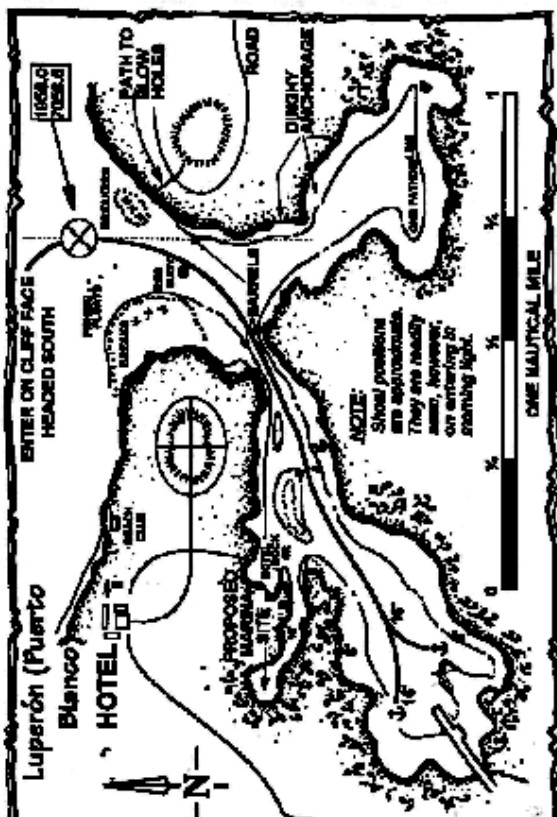 Luperón (Puerto
Blanco)
HOTEL
ENTER ON CLIFF FACE
HEADED SOUTH
PATH TO
BLOW
HOLES
ROAD
DINGHY
ANCHORAGE
BEACH
CLUB
PROPOSED
MARINA
SITE
NOTE:
Shoal positions
are approximate.
They are readily
seen, however,
on entering in
morning light.
N
0
¼
½
¾
1
ONE NAUTICAL MILE